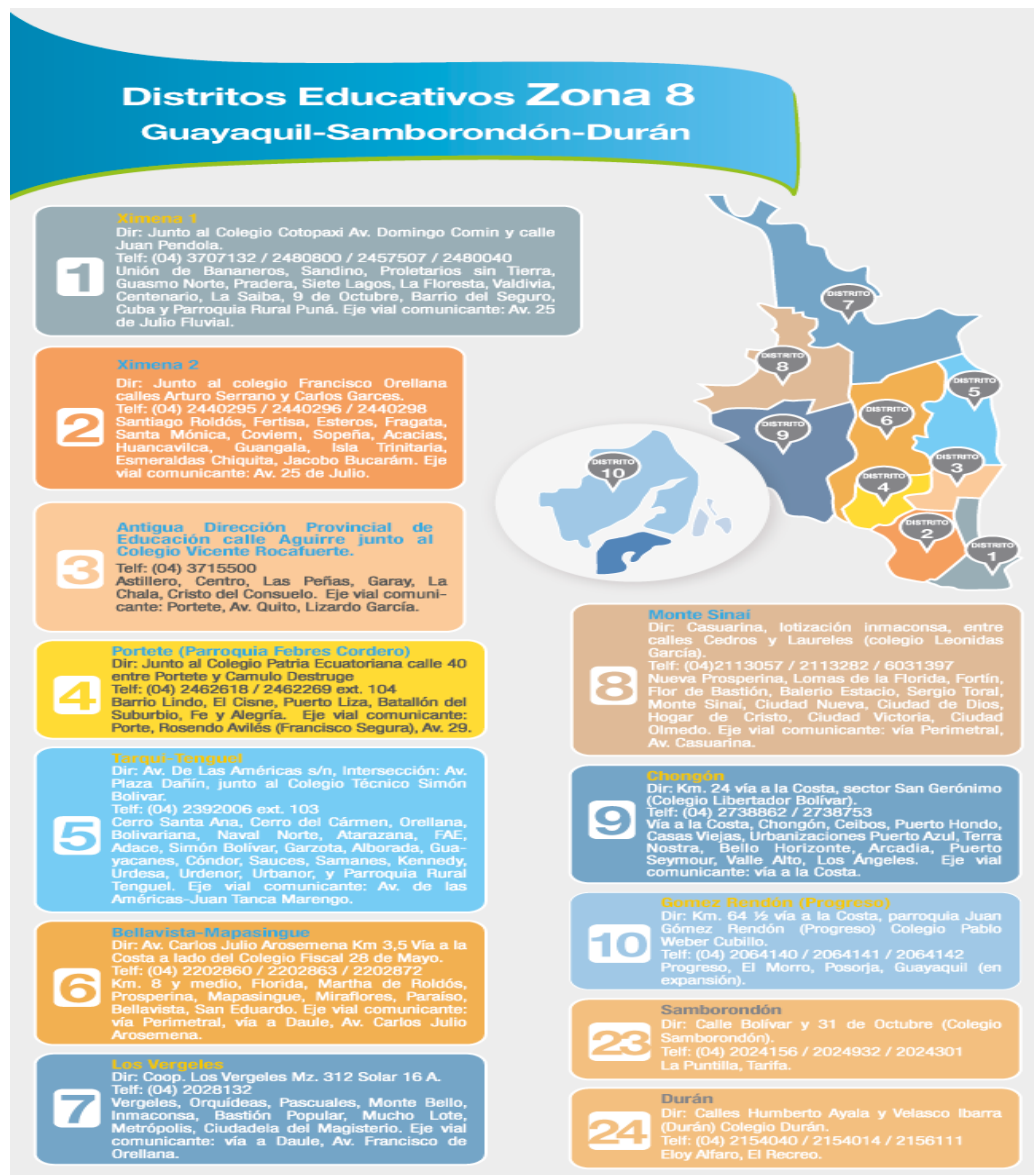 Distritos Educativos Zona 8
Guayaquil-Samborondón-Durán
1
Ximena 1
Dir: Junto al Colegio Cotopaxi Av. Domingo Comin y calle
Juan Pendola.
Telf: (04) 3707132 / 2480800 / 2457507 / 2480040
Unión de Bananeros, Sandino, Proletarios sin Tierra,
Guasmo Norte, Pradera, Siete Lagos, La Floresta, Valdivia,
Centenario, La Saiba, 9 de Octubre, Barrio del Seguro,
Cuba y Parroquia Rural Puná. Eje vial comunicante: Av. 25
de Julio Fluvial.
2
Ximena 2
Dir: Junto al colegio Francisco Orellana
calles Arturo Serrano y Carlos Garces.
Telf: (04) 2440295 / 2440296 / 2440298
Santiago Roldós, Fertisa, Esteros, Fragata,
Santa Mónica, Coviem, Sopeña, Acacias,
Huancavilca, Guangala, Isla Trinitaria,
Esmeraldas Chiquita, Jacobo Bucarám. Eje
vial comunicante: Av. 25 de Julio.
3
Antigua Dirección Provincial de
Educación calle Aguirre junto al
Colegio Vicente Rocafuerte.
Telf: (04) 3715500
Astillero, Centro, Las Peñas, Garay, La
Chala, Cristo del Consuelo. Eje vial comuni-
cante: Portete, Av. Quito, Lizardo García.
4
Portete (Parroquia Febres Cordero)
Dir: Junto al Colegio Patria Ecuatoriana calle 40
entre Portete y Camulo Destruge
Telf: (04) 2462618 / 2462269 ext. 104
Barrio Lindo, El Cisne, Puerto Liza, Batallón del
Suburbio, Fe y Alegría. Eje vial comunicante:
Porte, Rosendo Avilés (Francisco Segura), Av. 29.
5
Tarqui-Tenguel
Dir: Av. De Las Américas s/n, Intersección: Av.
Plaza Dañín, junto al Colegio Técnico Simón
Bolivar.
Telf: (04) 2392006 ext. 103
Cerro Santa Ana, Cerro del Cármen, Orellana,
Bolivariana, Naval Norte, Atarazana, FAE,
Adace, Simón Bolívar, Garzota, Alborada, Gua-
yacanes, Cóndor, Sauces, Samanes, Kennedy,
Urdesa, Urdenor, Urbanor, y Parroquia Rural
Tenguel. Eje vial comunicante: Av. de las
Américas-Juan Tanca Marengo.
6
Bellavista-Mapasingue
Dir: Av. Carlos Julio Arosemena Km 3,5 Vía a la
Costa a lado del Colegio Fiscal 28 de Mayo.
Telf: (04) 2202860 / 2202863 / 2202872
Km. 8 y medio, Florida, Martha de Roldós,
Prosperina, Mapasingue, Miraflores, Paraíso,
Bellavista, San Eduardo. Eje vial comunicante:
vía Perimetral, vía a Daule, Av. Carlos Julio
Arosemena.
7
Los Vergeles
Dir: Coop. Los Vergeles Mz. 312 Solar 16 A.
Telf: (04) 2028132
Vergeles, Orquídeas, Pascuales, Monte Bello,
Inmaconsa, Bastión Popular, Mucho Lote,
Metrópolis, Ciudadela del Magisterio. Eje vial
comunicante: vía a Daule, Av. Francisco de
Orellana.
DISTRITO
7
DISTRITO
8
DISTRITO
5
DISTRITO
6
DISTRITO
9
DISTRITO
3
DISTRITO
10
DISTRITO
4
DISTRITO
2
DISTRITO
1
8
Monte Sinaí
Dir: Casuarina, lotización inmaconsa, entre
calles Cedros y Laureles (colegio Leonidas
García).
Telf: (04)2113057 / 2113282 / 6031397
Nueva Prosperina, Lomas de la Florida, Fortín,
Flor de Bastión, Balerio Estacio, Sergio Toral,
Monte Sinaí, Ciudad Nueva, Ciudad de Dios,
Hogar de Cristo, Ciudad Victoria, Ciudad
Olmedo. Eje vial comunicante: vía Perimetral,
Av. Casuarina.
9
Chongón
Dir: Km. 24 vía a la Costa, sector San Gerónimo
(Colegio Libertador Bolívar).
Telf: (04) 2738862 / 2738753
Vía a la Costa, Chongón, Ceibos, Puerto Hondo,
Casas Viejas, Urbanizaciones Puerto Azul, Terra
Nostra, Bello Horizonte, Arcadia, Puerto
Seymour, Valle Alto, Los Ángeles. Eje vial
comunicante: vía a la Costa.
10
Gomez Rendón (Progreso)
Dir: Km. 64 ½ vía a la Costa, parroquia Juan
Gómez Rendón (Progreso) Colegio Pablo
Weber Cubillo.
Telf: (04) 2064140 / 2064141 / 2064142
Progreso, El Morro, Posorja, Guayaquil (en
expansión).
23
Samborondón
Dir: Calle Bolívar y 31 de Octubre (Colegio
Samborondón).
Telf: (04) 2024156 / 2024932 / 2024301
La Puntilla, Tarifa.
24
Durán
Dir: Calles Humberto Ayala y Velasco Ibarra
(Durán) Colegio Durán.
Telf: (04) 2154040 / 2154014 / 2156111
Eloy Alfaro, El Recreo.